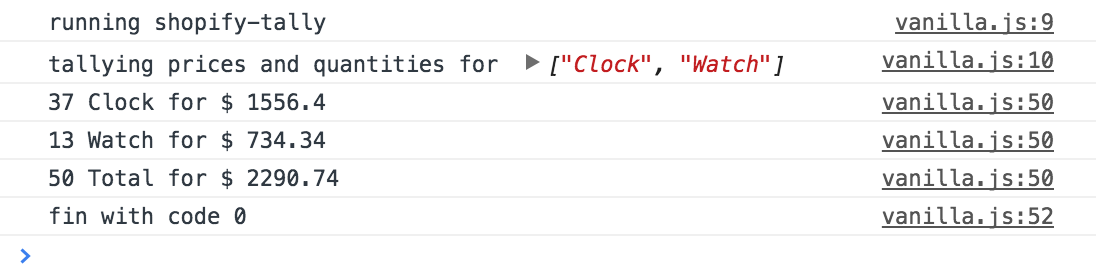 running shopify-tally vanilla.js:9
tallying prices and quantities for ▶ ["Clock", "Watch"] vanilla.js:10
37 Clock for $ 1556.4 vanilla.js:50
13 Watch for $ 734.34 vanilla.js:50
50 Total for $ 2290.74 vanilla.js:50
fin with code 0 vanilla.js:52